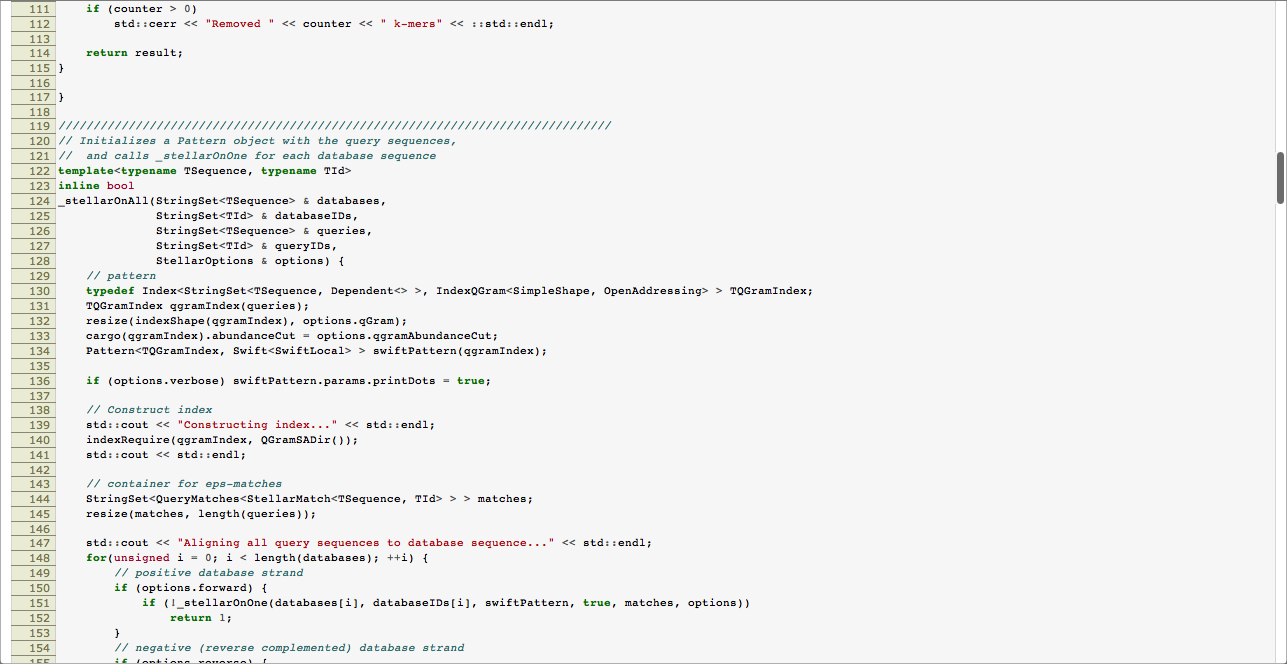 111     if (counter > 0)
112         std::cerr << "Removed " << counter << " k-mers" << ::std::endl;
113
114     return result;
115 }
116
117 }
118
119 ///////////////////////////////////////////////////////////////////////////////
120 // Initializes a Pattern object with the query sequences,
121 //  and calls _stellarOnOne for each database sequence
122 template<typename TSequence, typename TId>
123 inline bool
124 _stellarOnAll(StringSet<TSequence> & databases,
125               StringSet<TId> & databaseIDs,
126               StringSet<TSequence> & queries,
127               StringSet<TId> & queryIDs,
128               StellarOptions & options) {
129     // pattern
130     typedef Index<StringSet<TSequence, Dependent<> >, IndexQGram<SimpleShape, OpenAddressing> > TQGramIndex;
131     TQGramIndex qgramIndex(queries);
132     resize(indexShape(qgramIndex), options.qGram);
133     cargo(qgramIndex).abundanceCut = options.qgramAbundanceCut;
134     Pattern<TQGramIndex, Swift<SwiftLocal> > swiftPattern(qgramIndex);
135
136     if (options.verbose) swiftPattern.params.printDots = true;
137
138     // Construct index
139     std::cout << "Constructing index..." << std::endl;
140     indexRequire(qgramIndex, QGramSADir());
141     std::cout << std::endl;
142
143     // container for eps-matches
144     StringSet<QueryMatches<StellarMatch<TSequence, TId> > > matches;
145     resize(matches, length(queries));
146
147     std::cout << "Aligning all query sequences to database sequence..." << std::endl;
148     for(unsigned i = 0; i < length(databases); ++i) {
149         // positive database strand
150         if (options.forward) {
151             if (!_stellarOnOne(databases[i], databaseIDs[i], swiftPattern, true, matches, options))
152                 return 1;
153         }
154         // negative (reverse complemented) database strand
155         if (options.reverse) {